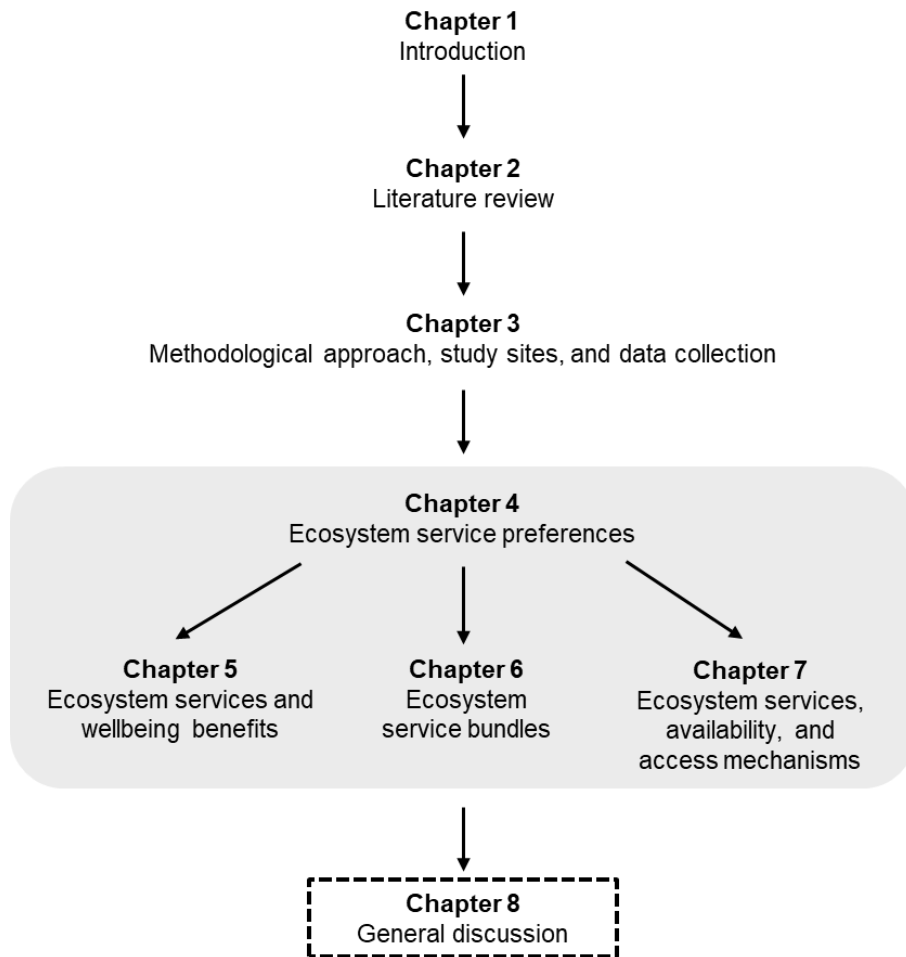 Chapter 1
Introduction
Chapter 2
Literature review
Chapter 3
Methodological approach, study sites, and data collection
Chapter 4
Ecosystem service preferences
Chapter 5
Ecosystem services and
wellbeing benefits
Chapter 6
Ecosystem
service bundles
Chapter 7
Ecosystem services,
availability, and
access mechanisms
Chapter 8
General discussion